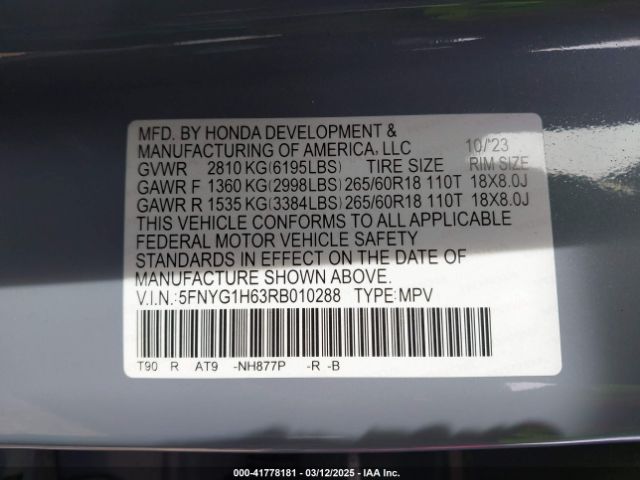 MFD. BY HONDA DEVELOPMENT &
MANUFACTURING OF AMERICA, LLC 10/'23
GVWR 2810 KG(6195LBS) TIRE SIZE RIM SIZE
GAWR F 1360 KG(2998LBS) 265/60R18 110T 18X8.0J
GAWR R 1535 KG(3384LBS) 265/60R18 110T 18X8.0J
THIS VEHICLE CONFORMS TO ALL APPLICABLE
FEDERAL MOTOR VEHICLE SAFETY
STANDARDS IN EFFECT ON THE DATE OF
MANUFACTURE SHOWN ABOVE.
V.I.N.:5FNYG1H63RB010288 TYPE:MPV
T90 R AT9 -NH877P -R -B
000-41778181 - 03/12/2025 - IAA Inc.